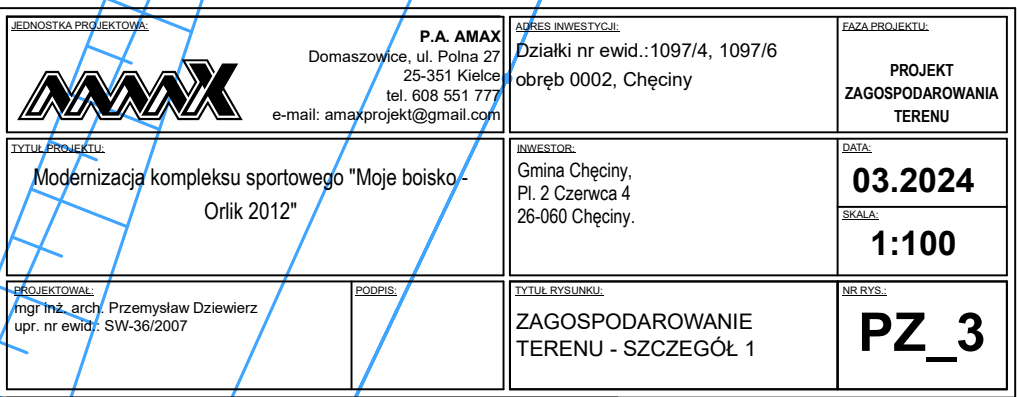 JEDNOSTKA PROJEKTOWA:
AMAX
P.A. AMAX
Domaszowice, ul. Polna 27
25-351 Kielce
tel. 608 551 777
e-mail: amaxprojekt@gmail.com
ADRES INWESTYCJI:
Działki nr ewid.:1097/4, 1097/6
obręb 0002, Chęciny
FAZA PROJEKTU:
PROJEKT
ZAGOSPODAROWANIA
TERENU
TYTUŁ PROJEKTU:
Modernizacja kompleksu sportowego "Moje boisko -
Orlik 2012"
INWESTOR:
Gmina Chęciny,
Pl. 2 Czerwca 4
26-060 Chęciny.
DATA:
03.2024
SKALA:
1:100
PROJEKTOWAŁ:
mgr inż. arch. Przemysław Dziewierz
upr. nr ewid.: SW-36/2007
PODPIS:
TYTUŁ RYSUNKU:
ZAGOSPODAROWANIE
TERENU - SZCZEGÓŁ 1
NR RYS.:
PZ_3